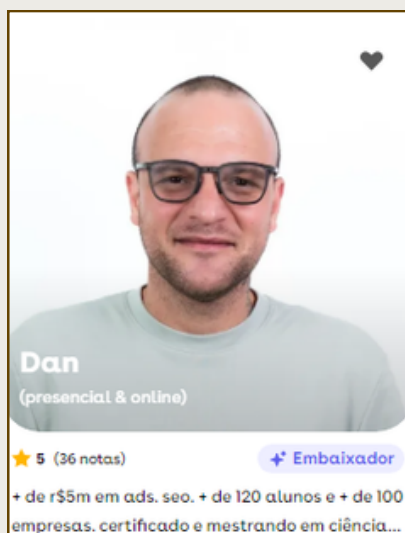 Dan
(presencial & online)
5 (36 notas)
Embaixador
+ de r$5m em ads. seo. + de 120 alunos e + de 100
empresas. certificado e mestrando em ciência...